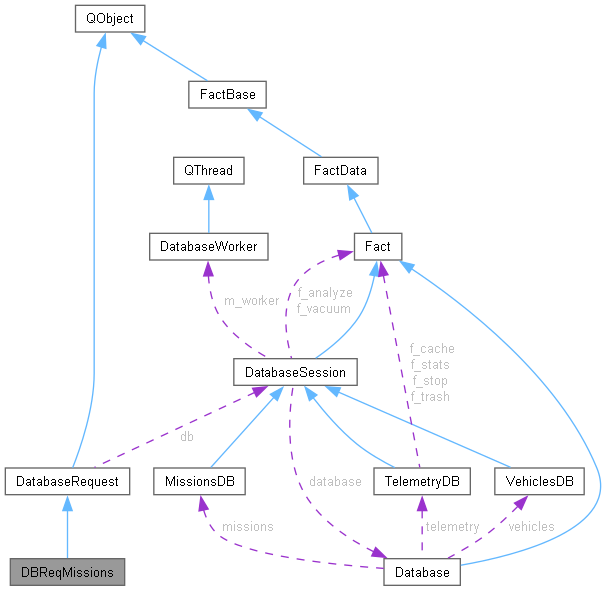 QObject
FactBase
QThread
FactData
DatabaseWorker
Fact
m_worker
f_analyze
f_vacuum
f_cache
f_stats
f_stop
f_trash
DatabaseSession
db
DatabaseRequest
MissionsDB
database
TelemetryDB
VehiclesDB
missions
telemetry
vehicles
DBReqMissions
Database